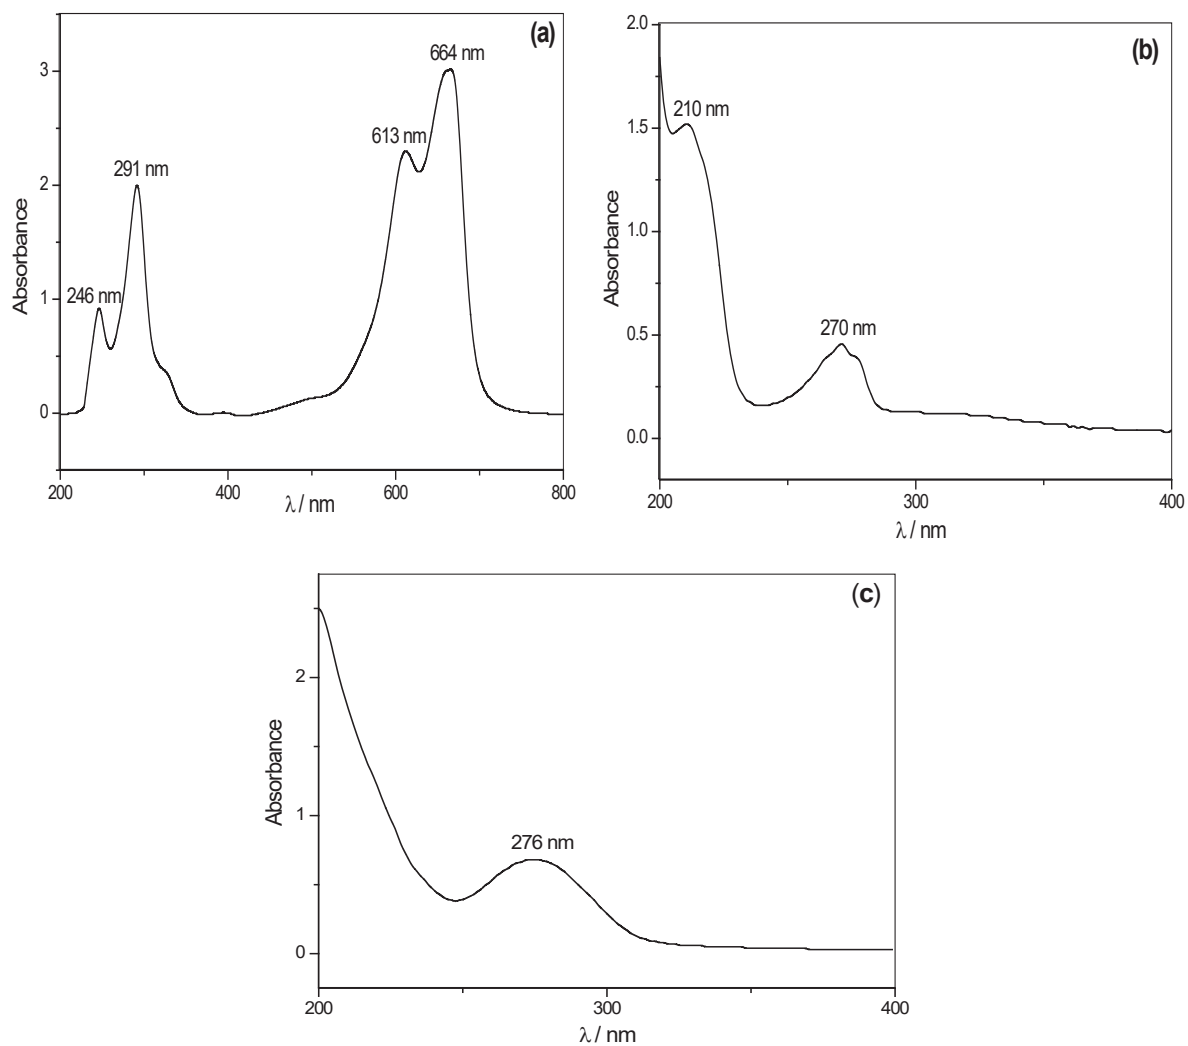 (a)
664 nm
613 nm
291 nm
246 nm
3
2
1
0
Absorbance
200
400
600
800
λ / nm
(b)
210 nm
270 nm
2.0
1.5
1.0
0.5
0.0
Absorbance
200
300
400
λ / nm
(c)
276 nm
2
1
0
Absorbance
200
300
400
λ / nm